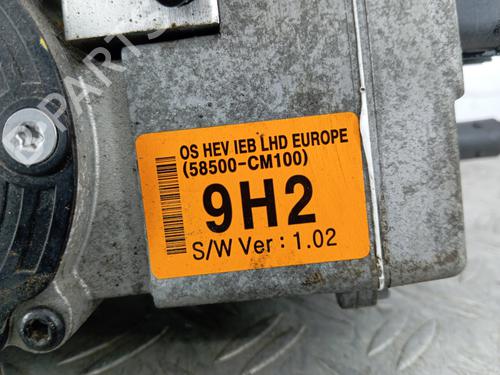 OS HEV IEB LHD EUROPE
(58500-CM100)
9H2
S/W Ver : 1.02